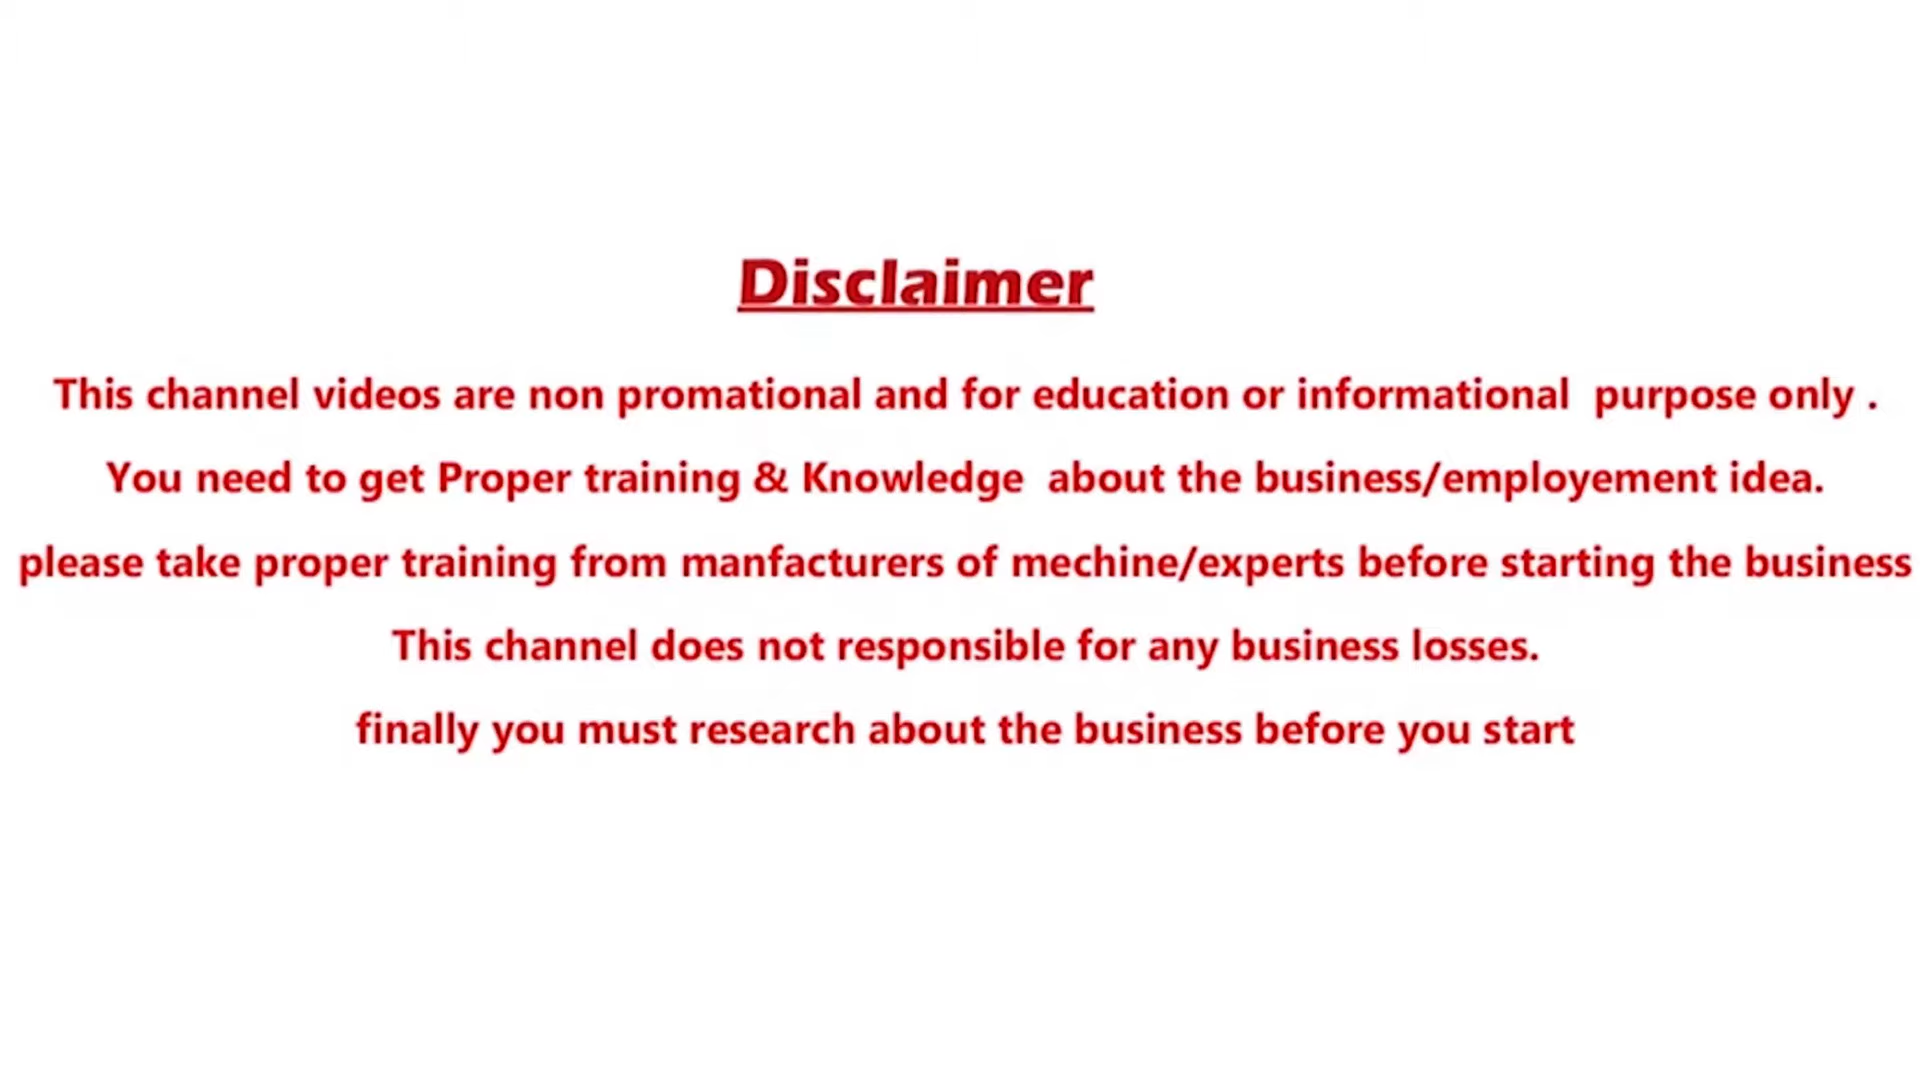 Disclaimer
This channel videos are non promational and for education or informational purpose only .
You need to get Proper training & Knowledge about the business/employement idea.
please take proper training from manfacturers of mechine/experts before starting the business
This channel does not responsible for any business losses.
finally you must research about the business before you start